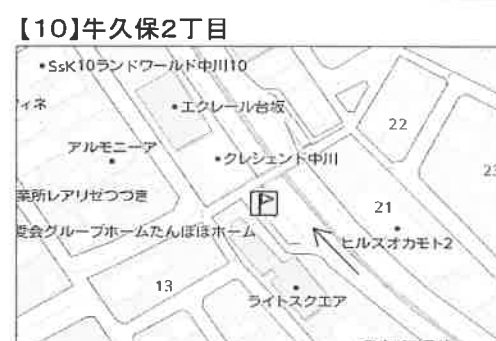 【10】牛久保2丁目
•SsK10ランドワールド中川10
ィネ
•エクレール台坂
22
アルモニーア
•クレシェンド中川
23
業所レアリゼつづき
P
21
愛会グループホームたんぽぽホーム
ヒルズオカモト2
13
ライトスクエア